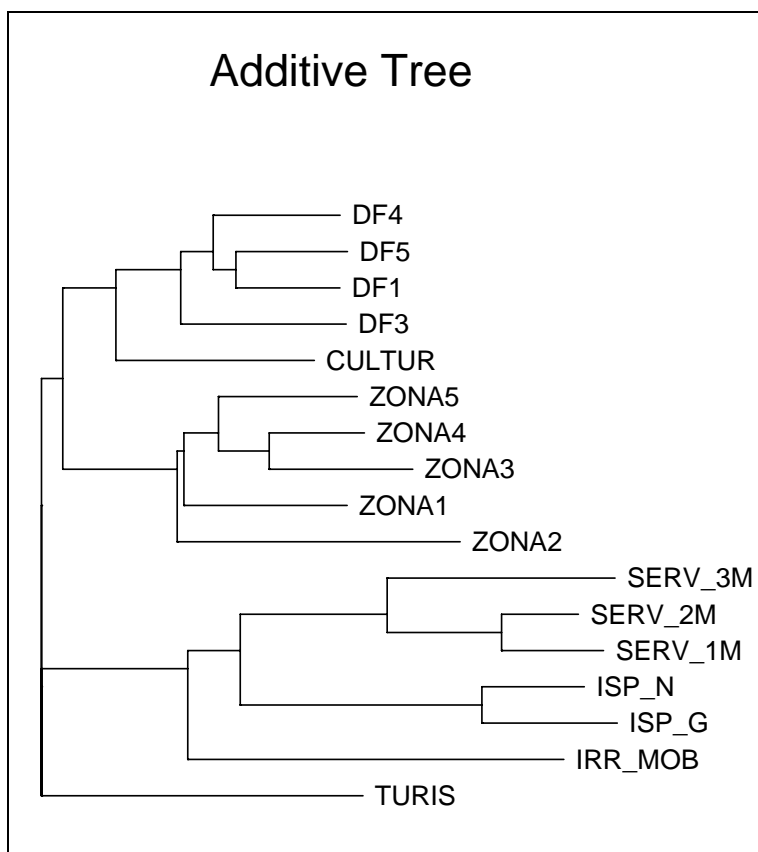 Additive Tree
DF4
DF5
DF1
DF3
CULTUR
ZONA5
ZONA4
ZONA3
ZONA1
ZONA2
SERV_3M
SERV_2M
SERV_1M
ISP_N
ISP_G
IRR_MOB
TURIS